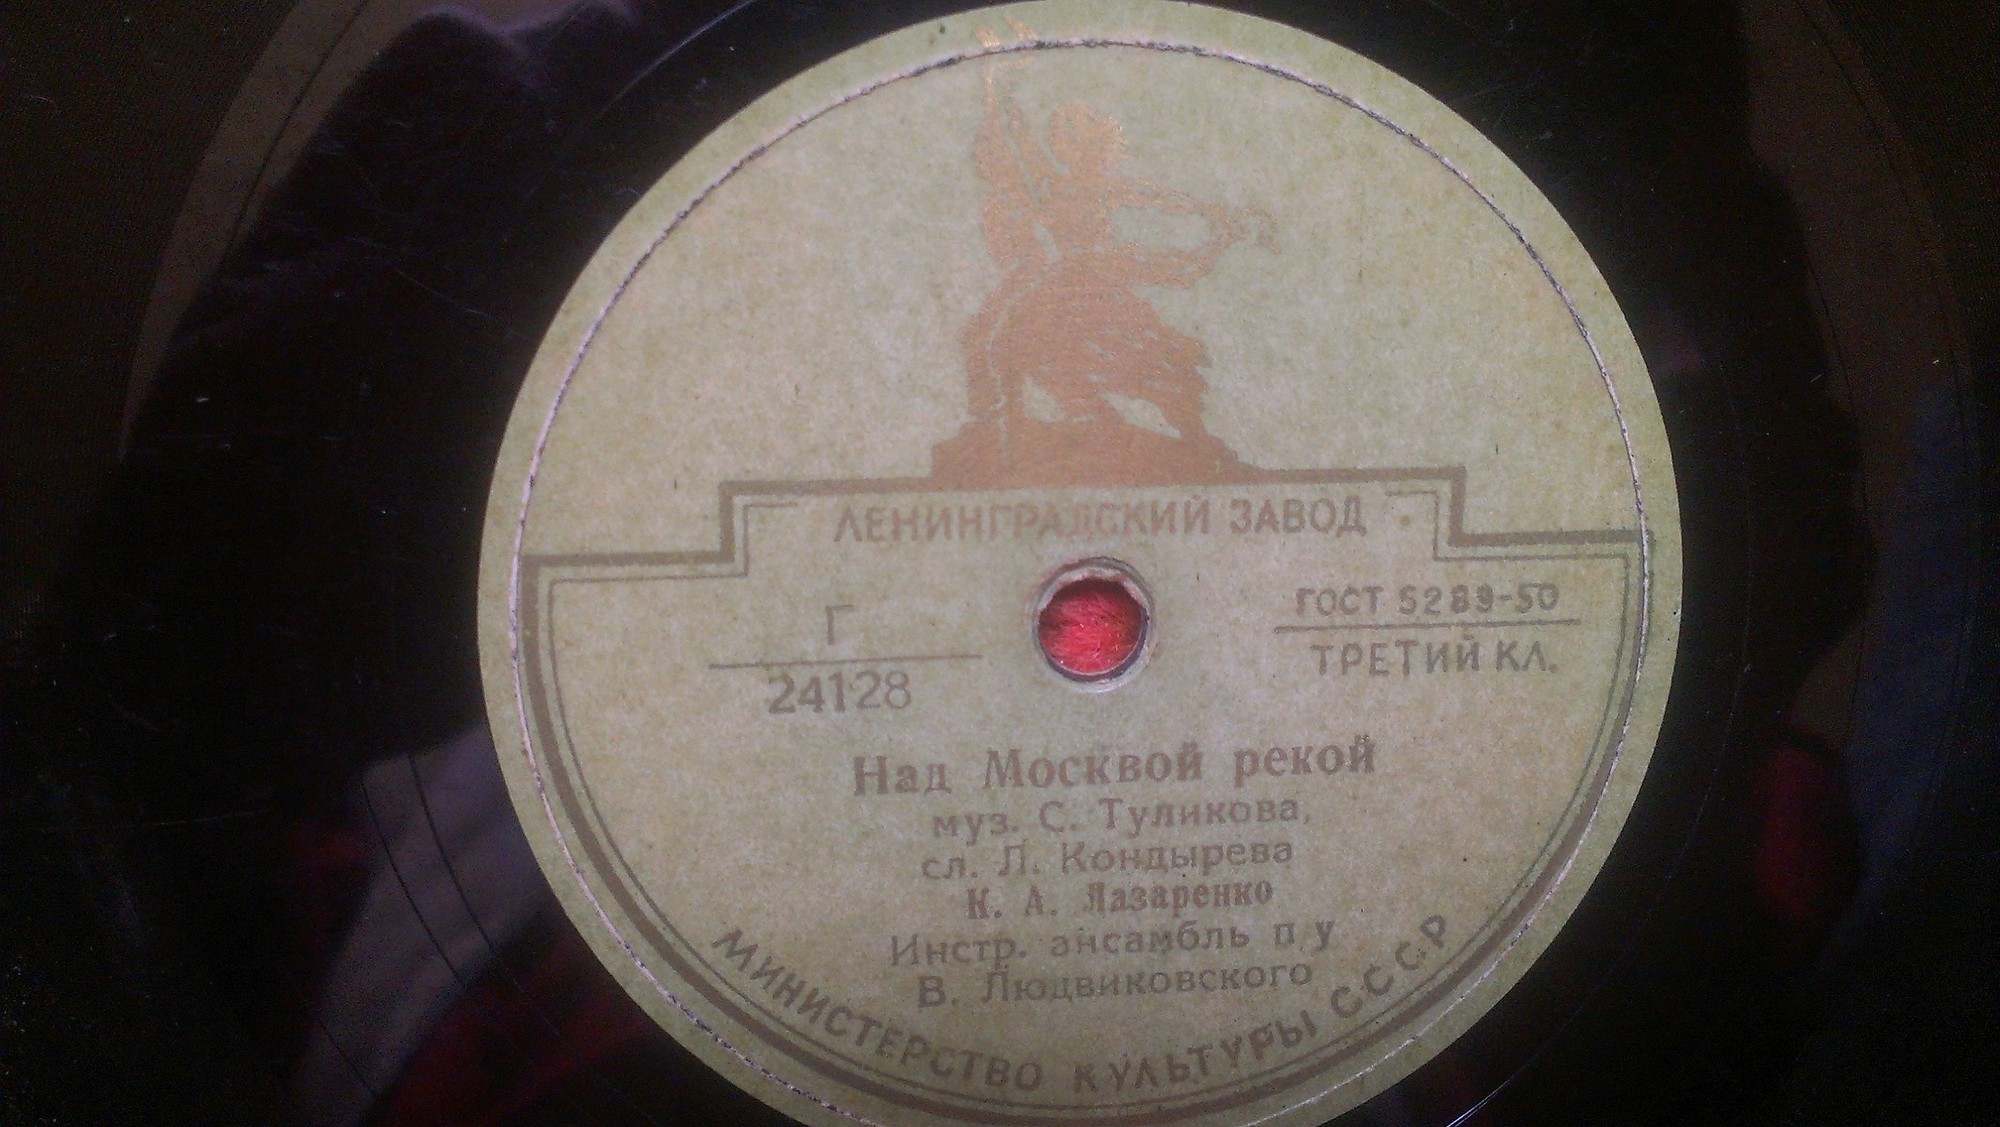 ЛЕНИНГРАДСКИЙ ЗАВОД
Г
24128
ГОСТ 5289-50
ТРЕТИЙ КЛ.
Над Москвой рекой
муз. С. Туликова,
сл. Л. Кондырева
К. А. Лазаренко
Инстр. ансамбль п/у
В. Людвиковского
МИНИСТЕРСТВО КУЛЬТУРЫ СССР